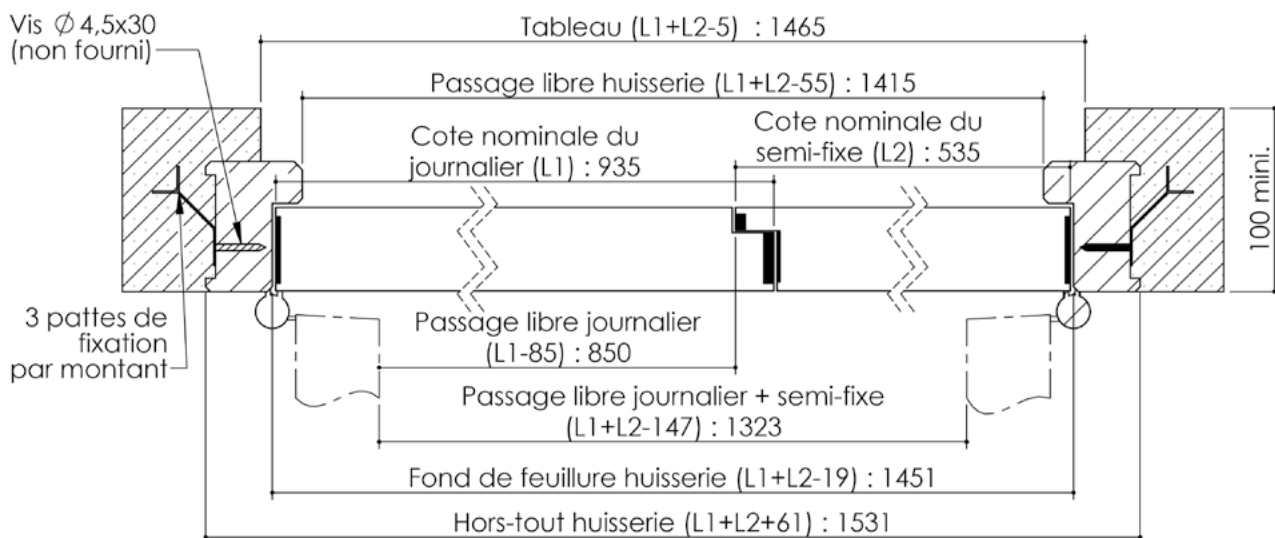 Vis Ø 4,5x30
(non fourni)
Tableau (L1+L2-5) : 1465
Passage libre huisserie (L1+L2-55) : 1415
Cote nominale du
journalier (L1) : 935
Cote nominale du
semi-fixe (L2) : 535
100 mini.
3 pattes de
fixation
par montant
Passage libre journalier
(L1-85) : 850
Passage libre journalier + semi-fixe
(L1+L2-147) : 1323
Fond de feuillure huisserie (L1+L2-19) : 1451
Hors-tout huisserie (L1+L2+61) : 1531